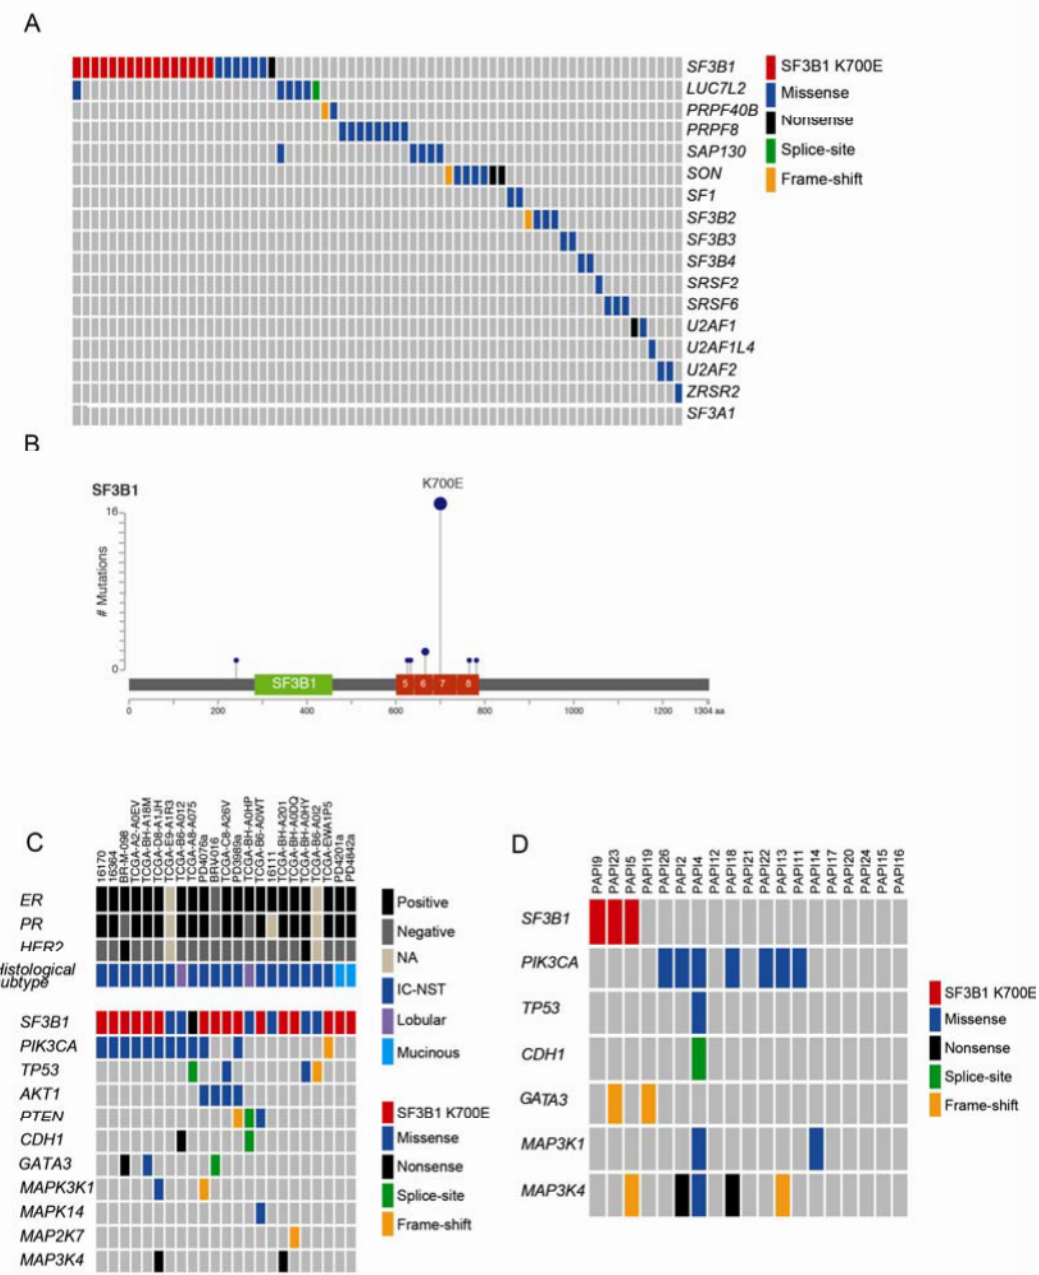 A
SF3B1
LUC7L2
PRPF40B
PRPF8
SAP130
SON
SF1
SF3B2
SF3B3
SF3B4
SRSF2
SRSF6
U2AF1
U2AF1L4
U2AF2
ZRSR2
SF3A1
SF3B1 K700E
Missense
Nonsense
Splice-site
Frame-shift
B
SF3B1
K700E
16
# Mutations
0
SF3B1
5 6 7 8
0 200 400 600 800 1000 1200 1304 aa
C
16170
16364
BR-M-098
TCGA-A2-A0EV
TCGA-BH-A18M
TCGA-D8-A1JH
TCGA-E9-A1R3
TCGA-B6-A012
TCGA-A8-A075
PD4076a
BRV-016
TCGA-C8-A26V
PD3989a
TCGA-BH-A0HP
TCGA-B6-A0WT
16111
TCGA-BH-A201
TCGA-BH-A0DQ
TCGA-BH-A0HY
TCGA-B6-A0I2
TCGA-EWA1P5
PD4201a
PD4842a
ER
PR
HER2
Histological
subtype
SF3B1
PIK3CA
TP53
AKT1
PTEN
CDH1
GATA3
MAPK3K1
MAPK14
MAP2K7
MAP3K4
Positive
Negative
NA
IC-NST
Lobular
Mucinous
SF3B1 K700E
Missense
Nonsense
Splice-site
Frame-shift
D
PAPI9
PAPI23
PAPI5
PAPI19
PAPI26
PAPI2
PAPI4
PAPI12
PAPI18
PAPI21
PAPI22
PAPI13
PAPI11
PAPI14
PAPI17
PAPI20
PAPI24
PAPI15
PAPI16
SF3B1
PIK3CA
TP53
CDH1
GATA3
MAP3K1
MAP3K4
SF3B1 K700E
Missense
Nonsense
Splice-site
Frame-shift